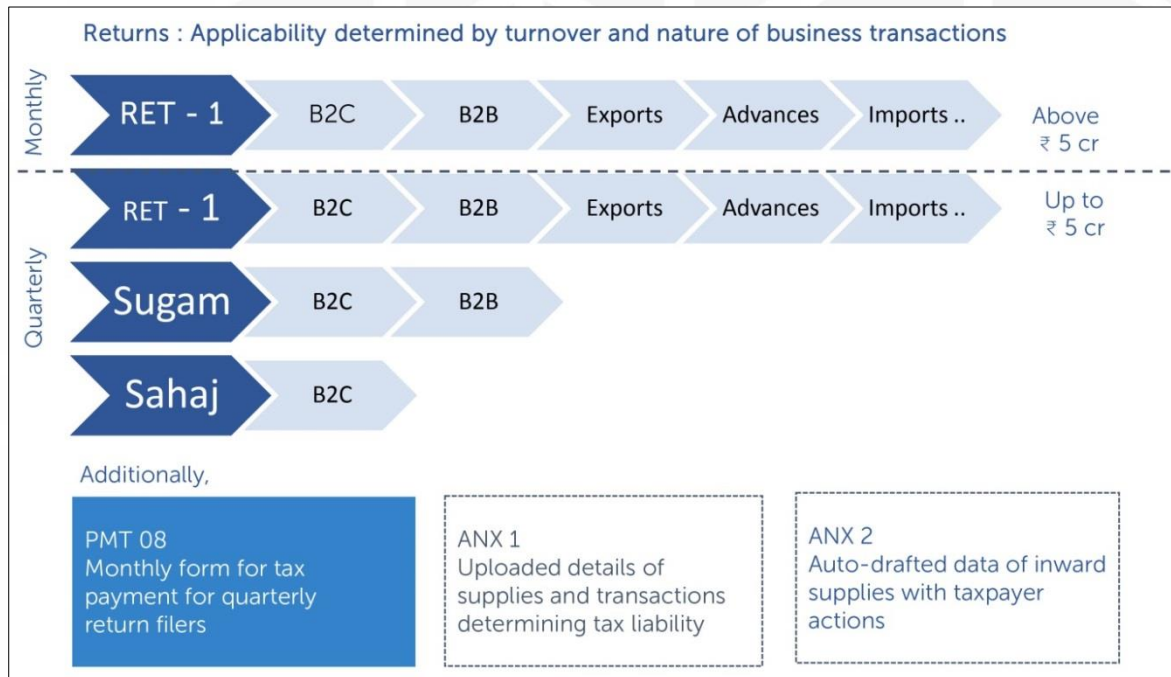 Returns : Applicability determined by turnover and nature of business transactions
Monthly
RET - 1
B2C
B2B
Exports
Advances
Imports ..
Above
₹ 5 cr
Quarterly
RET - 1
B2C
B2B
Exports
Advances
Imports ..
Up to
₹ 5 cr
Sugam
B2C
B2B
Sahaj
B2C
Additionally,
PMT 08
Monthly form for tax
payment for quarterly
return filers
ANX 1
Uploaded details of
supplies and transactions
determining tax liability
ANX 2
Auto-drafted data of inward
supplies with taxpayer
actions